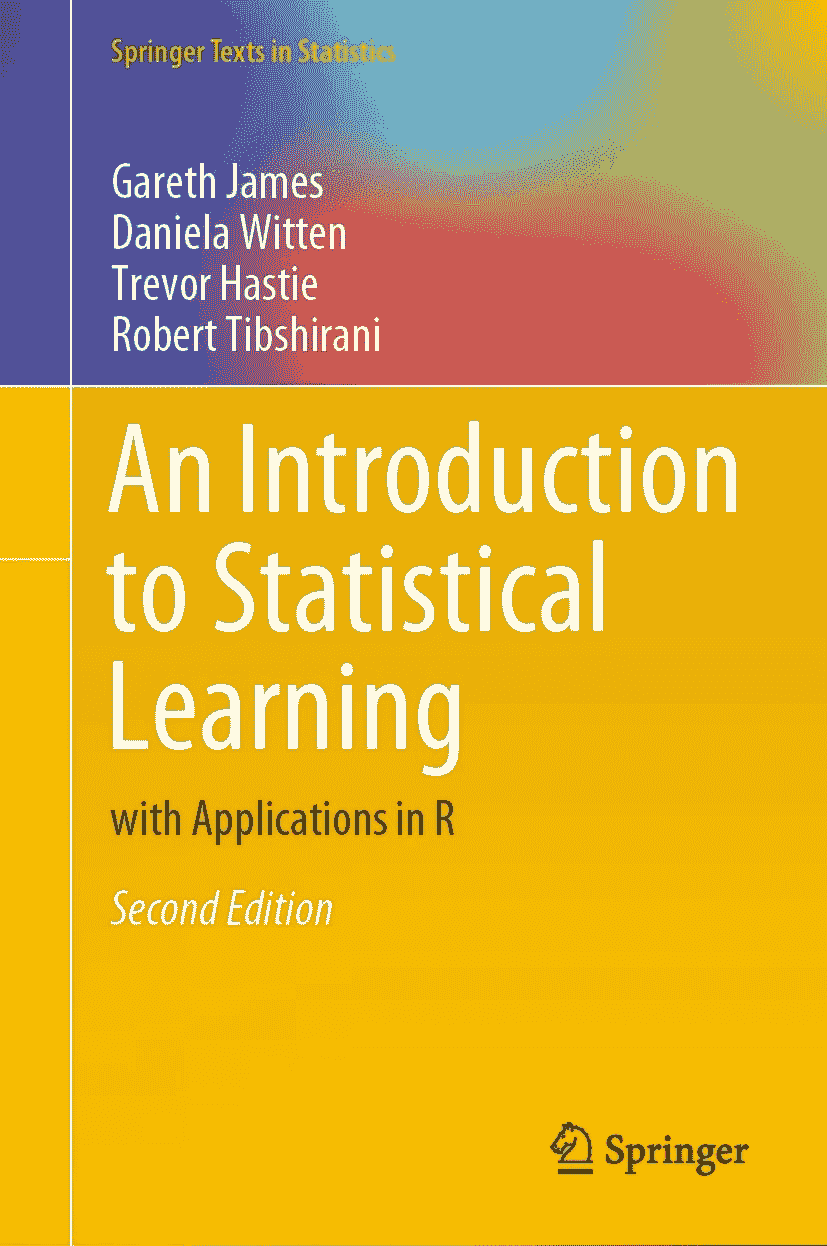 Springer Texts in Statistics
Gareth James
Daniela Witten
Trevor Hastie
Robert Tibshirani
An Introduction
to Statistical
Learning
with Applications in R
Second Edition
Springer